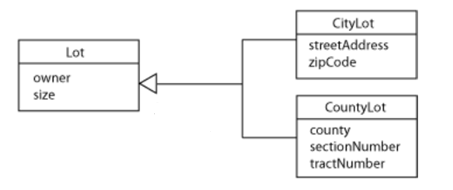 Lot
owner
size
CityLot
streetAddress
zipCode
CountyLot
county
sectionNumber
tractNumber